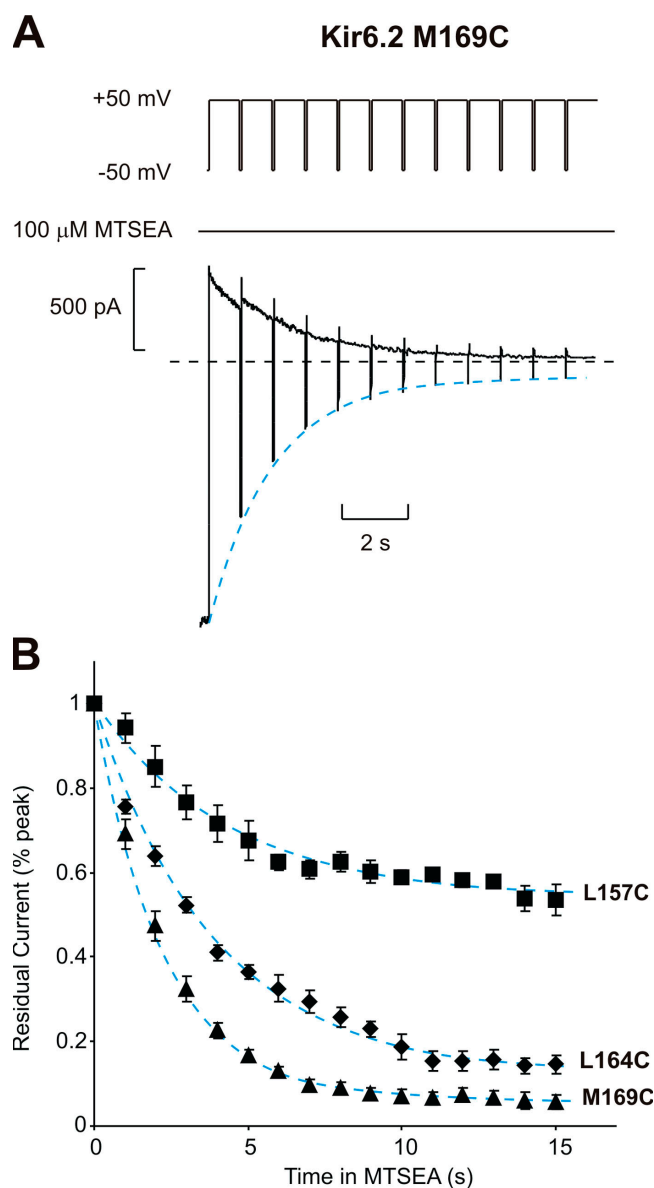 A
Kir6.2 M169C
+50 mV
-50 mV
100 μM MTSEA
500 pA
2 s
B
Residual Current (% peak)
1
0.8
0.6
0.4
0.2
0
L157C
L164C
M169C
0 5 10 15
Time in MTSEA (s)